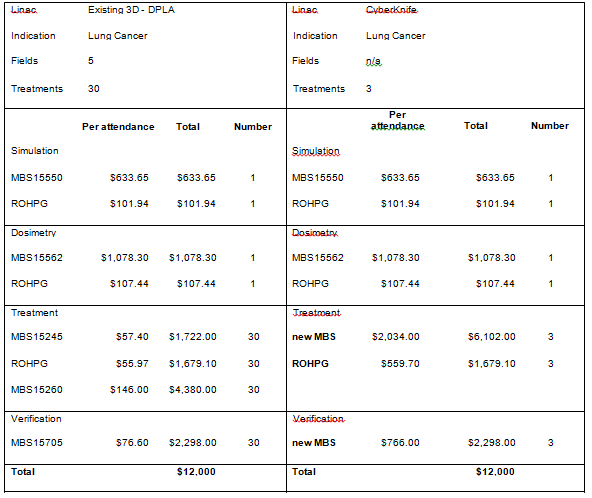 Linac Existing 3D - DPLA Linac CyberKnife
Indication Lung Cancer Indication Lung Cancer
Fields 5 Fields n/a
Treatments 30 Treatments 3
Per attendance Total Number Per attendance Total Number
Simulation Simulation
MBS15550 $633.65 $633.65 1 MBS15550 $633.65 $633.65 1
ROHPG $101.94 $101.94 1 ROHPG $101.94 $101.94 1
Dosimetry Dosimetry
MBS15562 $1,078.30 $1,078.30 1 MBS15562 $1,078.30 $1,078.30 1
ROHPG $107.44 $107.44 1 ROHPG $107.44 $107.44 1
Treatment Treatment
MBS15245 $57.40 $1,722.00 30 new MBS $2,034.00 $6,102.00 3
ROHPG $55.97 $1,679.10 30 ROHPG $559.70 $1,679.10 3
MBS15260 $146.00 $4,380.00 30
Verification Verification
MBS15705 $76.60 $2,298.00 30 new MBS $766.00 $2,298.00 3
Total $12,000 Total $12,000